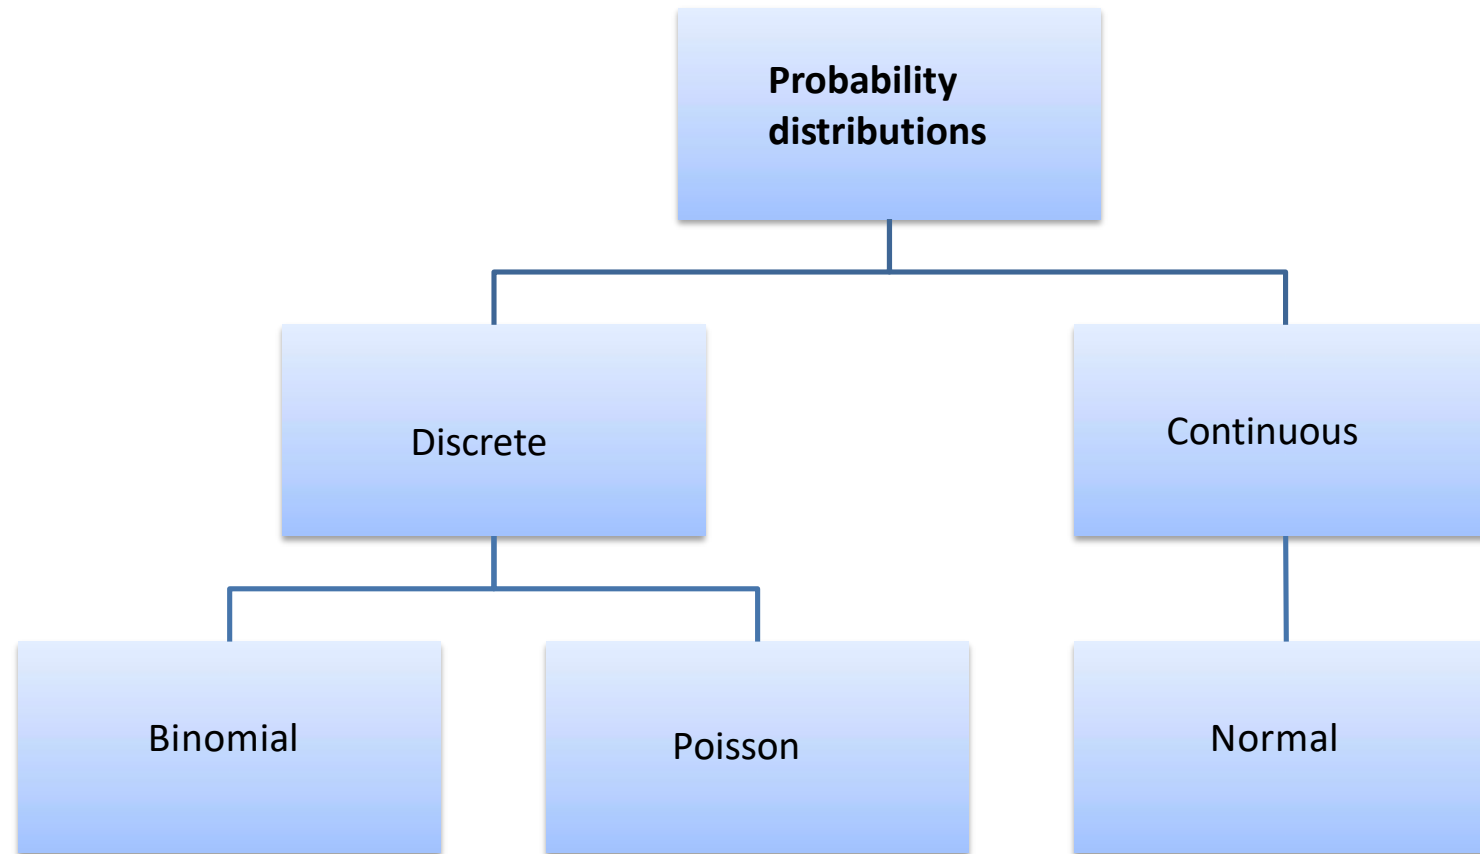 Probability
distributions
Discrete
Continuous
Binomial
Poisson
Normal